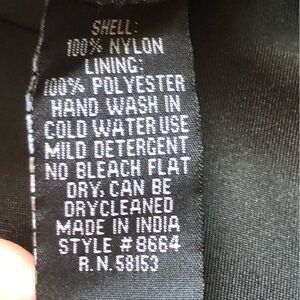 SHELL:
100% NYLON
LINING:
100% POLYESTER
HAND WASH IN
COLD WATER USE
MILD DETERGENT
NO BLEACH FLAT
DRY, CAN BE
DRYCLEANED
MADE IN INDIA
STYLE #8664
R.N. 58153